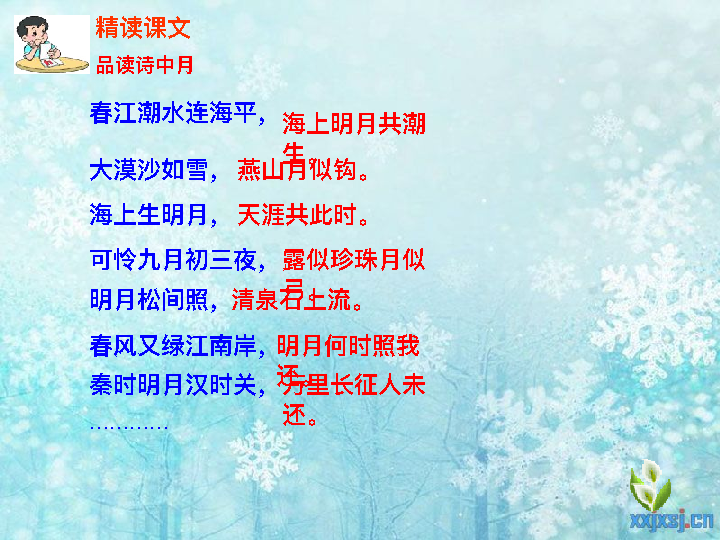 精读课文
品读诗中月
春江潮水连海平，海上明月共潮
生。
大漠沙如雪，燕山月似钩。
海上生明月，天涯共此时。
可怜九月初三夜，露似珍珠月似
弓。
明月松间照，清泉石上流。
春风又绿江南岸，明月何时照我
还。
秦时明月汉时关，万里长征人未
还。
…………
xxjxsj.cn